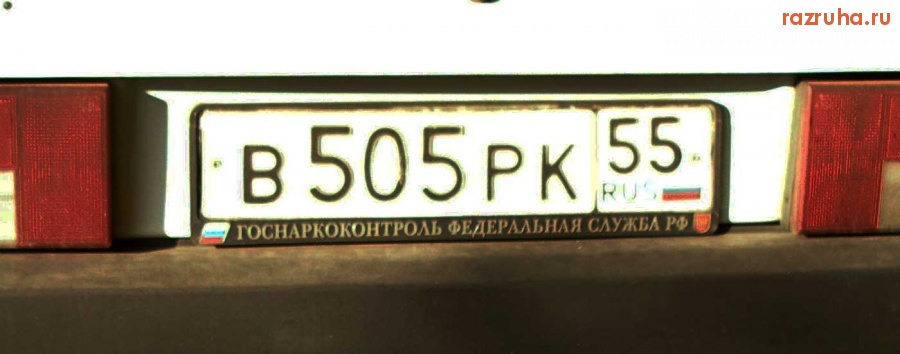 razruha.ru
В 505 РК 55
RUS
ГОСНАРКОКОНТРОЛЬ ФЕДЕРАЛЬНАЯ СЛУЖБА РФ